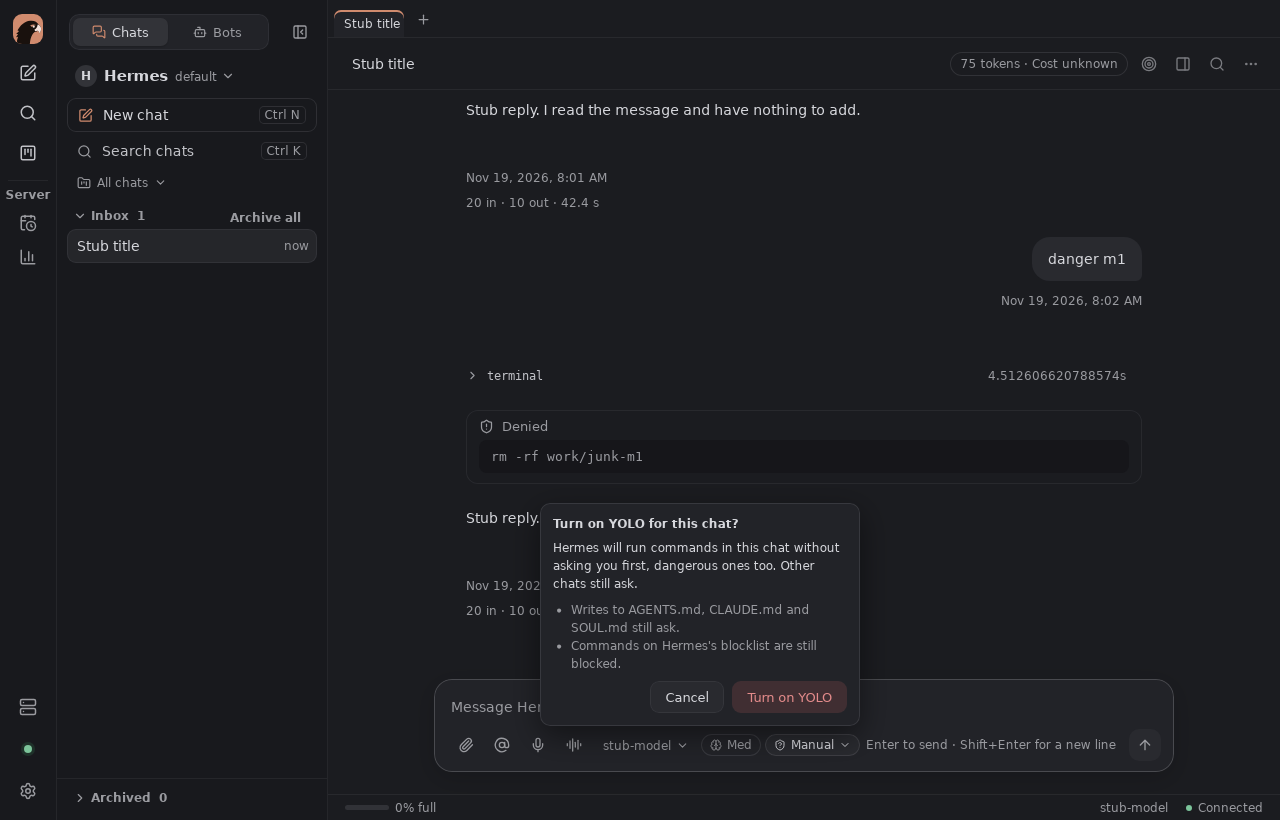 Chats
Bots
H Hermes default
New chat Ctrl N
Search chats Ctrl K
All chats
Server
Inbox 1 Archive all
Stub title now
Archived 0
Stub title
Stub title
75 tokens · Cost unknown
Stub reply. I read the message and have nothing to add.
Nov 19, 2026, 8:01 AM
20 in · 10 out · 42.4 s
danger m1
Nov 19, 2026, 8:02 AM
terminal 4.512606620788574s
Denied
rm -rf work/junk-m1
Stub reply.
Nov 19, 202
20 in · 10 ou
Turn on YOLO for this chat?
Hermes will run commands in this chat without
asking you first, dangerous ones too. Other
chats still ask.
• Writes to AGENTS.md, CLAUDE.md and
SOUL.md still ask.
• Commands on Hermes's blocklist are still
blocked.
Cancel Turn on YOLO
Message Her
stub-model Med Manual Enter to send · Shift+Enter for a new line
0% full
stub-model Connected